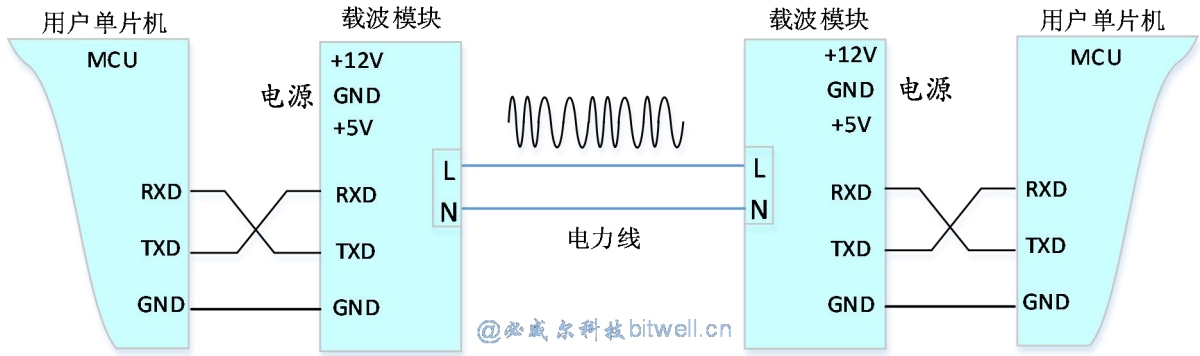 用户单片机
MCU
RXD
TXD
GND
载波模块
电源
+12V
GND
+5V
RXD
TXD
GND
L
N
电力线
载波模块
+12V
GND
+5V
电源
L
N
RXD
TXD
GND
用户单片机
MCU
RXD
TXD
GND
@必威尔科技bitwell.cn